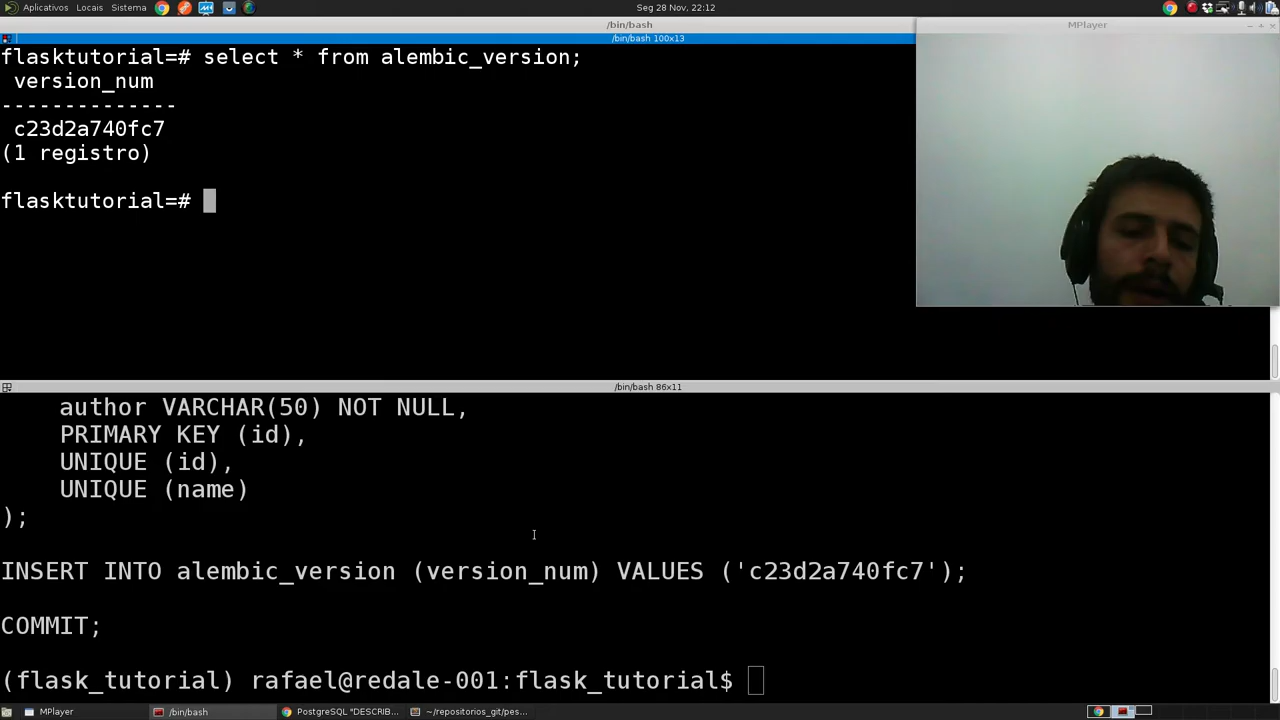 Aplicativos Locais Sistema
Seg 28 Nov, 22:12
/bin/bash
MPlayer
/bin/bash 100x13
flasktutorial=# select * from alembic_version;
version_num
--------------
c23d2a740fc7
(1 registro)
flasktutorial=#
/bin/bash 86x11
author VARCHAR(50) NOT NULL,
PRIMARY KEY (id),
UNIQUE (id),
UNIQUE (name)
);
INSERT INTO alembic_version (version_num) VALUES ('c23d2a740fc7');
COMMIT;
(flask_tutorial) rafael@redale-001:flask_tutorial$
MPlayer
/bin/bash
PostgreSQL "DESCRIB...
~/repositorios_git/pes...